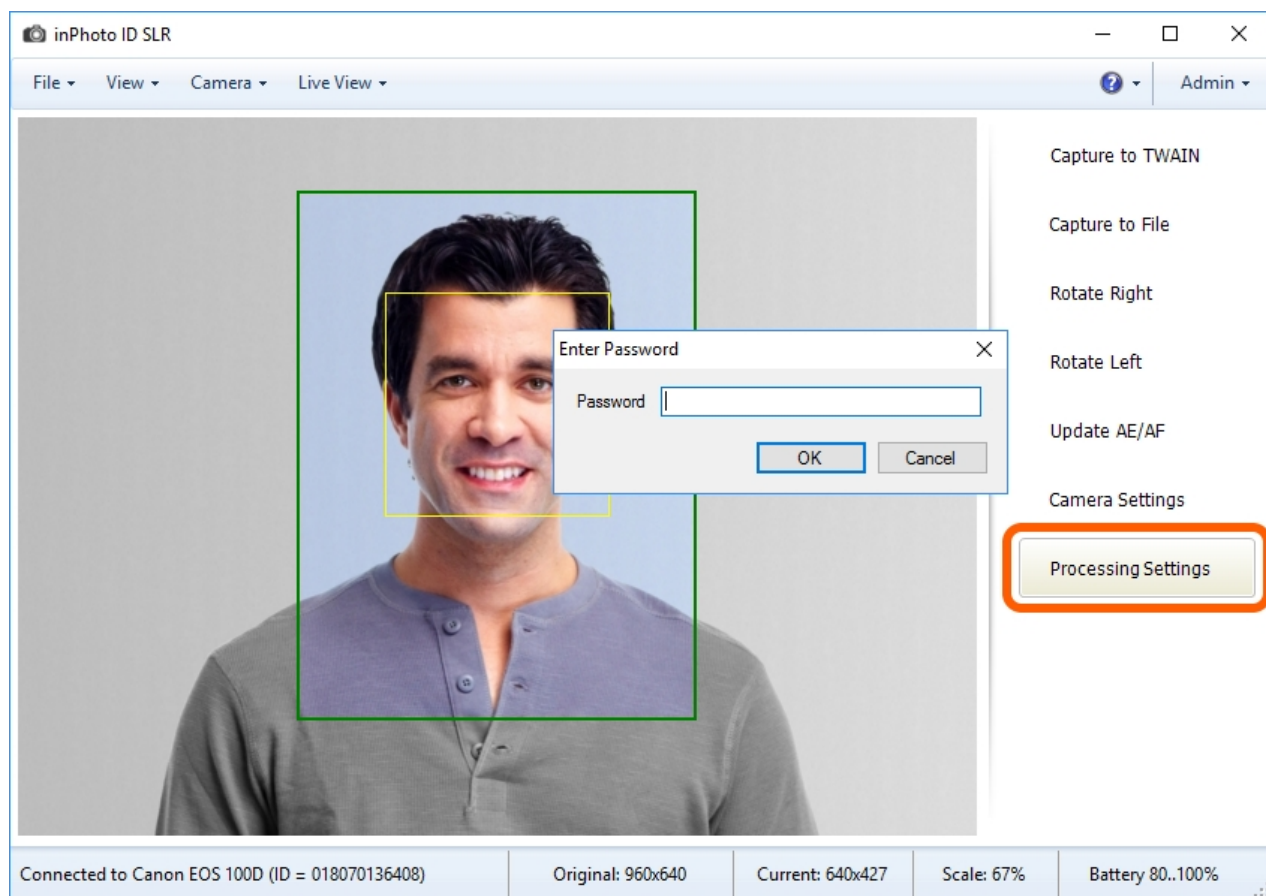 inPhoto ID SLR
File View Camera Live View Admin
Capture to TWAIN
Capture to File
Rotate Right
Rotate Left
Update AE/AF
Camera Settings
Processing Settings
Enter Password
Password
OK Cancel
Connected to Canon EOS 100D (ID = 018070136408) Original: 960x640 Current: 640x427 Scale: 67% Battery 80..100%